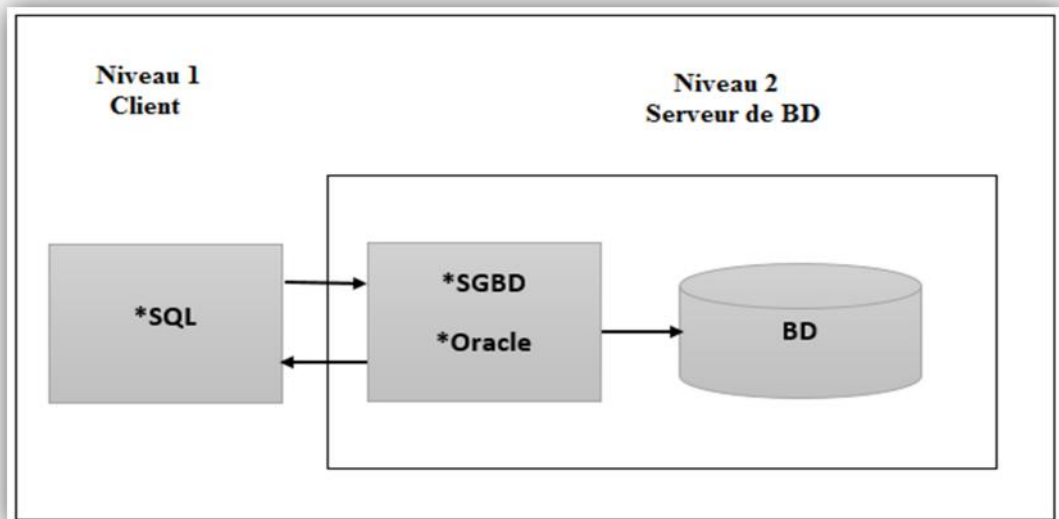 Niveau 1
Client
Niveau 2
Serveur de BD
*SQL
*SGBD
*Oracle
BD